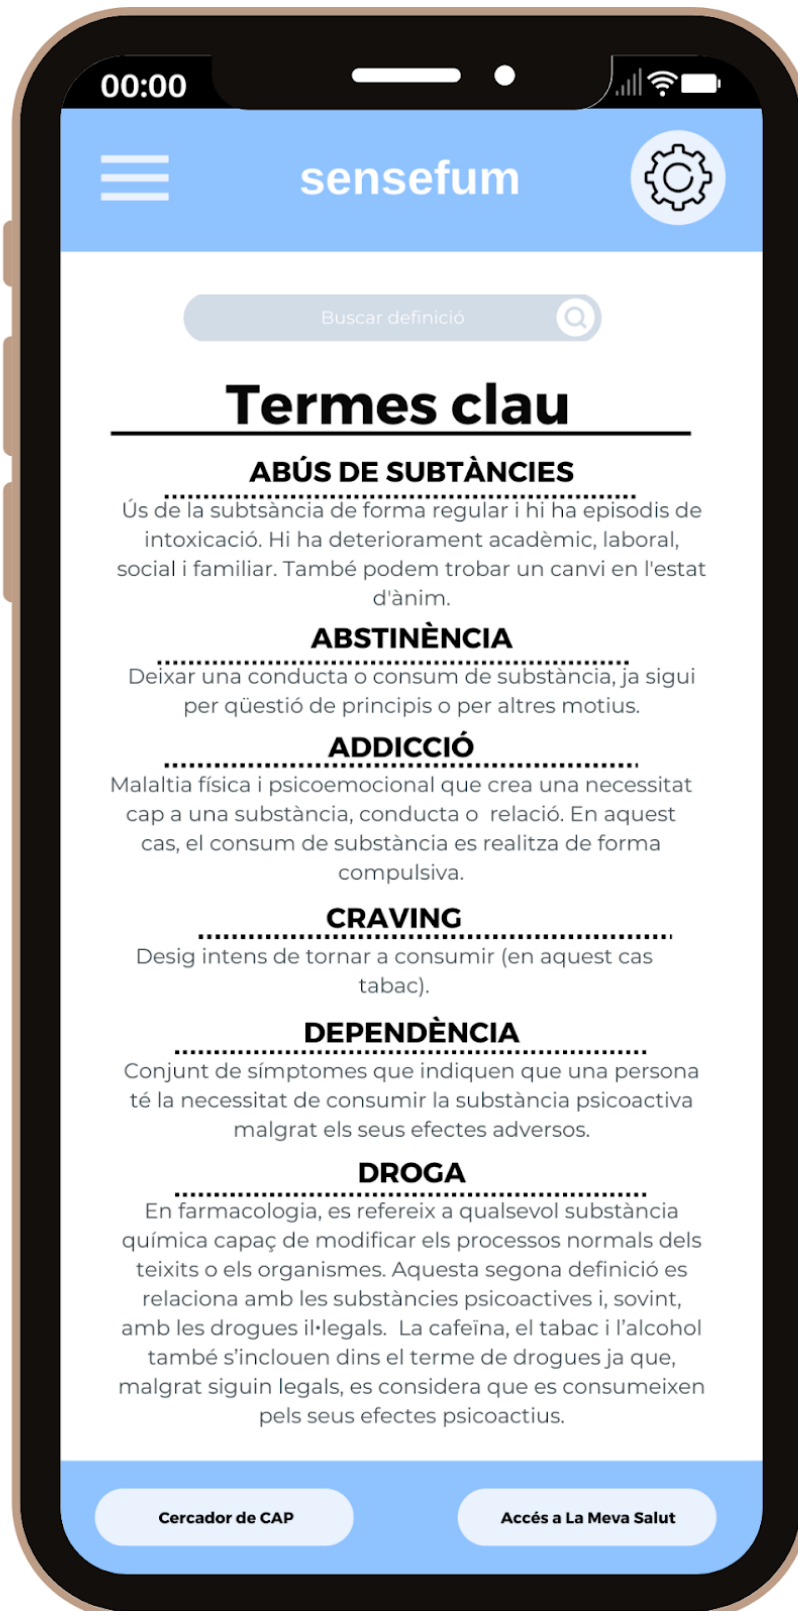 00:00
sensefum
Buscar definició
Termes clau
ABÚS DE SUBTÀNCIES
Ús de la subtsància de forma regular i hi ha episodis de
intoxicació. Hi ha deteriorament acadèmic, laboral,
social i familiar. També podem trobar un canvi en l'estat
d'ànim.
ABSTINÈNCIA
Deixar una conducta o consum de substància, ja sigui
per qüestió de principis o per altres motius.
ADDICCIÓ
Malaltia física i psicoemocional que crea una necessitat
cap a una substància, conducta o  relació. En aquest
cas, el consum de substància es realitza de forma
compulsiva.
CRAVING
Desig intens de tornar a consumir (en aquest cas
tabac).
DEPENDÈNCIA
Conjunt de símptomes que indiquen que una persona
té la necessitat de consumir la substància psicoactiva
malgrat els seus efectes adversos.
DROGA
En farmacologia, es refereix a qualsevol substància
química capaç de modificar els processos normals dels
teixits o els organismes. Aquesta segona definició es
relaciona amb les substàncies psicoactives i, sovint,
amb les drogues il•legals.  La cafeïna, el tabac i l’alcohol
també s’inclouen dins el terme de drogues ja que,
malgrat siguin legals, es considera que es consumeixen
pels seus efectes psicoactius.
Cercador de CAP
Accés a La Meva Salut